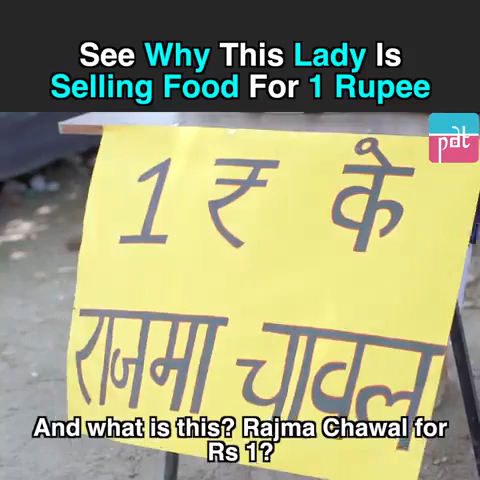 See Why This Lady Is
Selling Food For 1 Rupee
pat
1 ₹ के
राजमा चावल
And what is this? Rajma Chawal for
Rs 1?